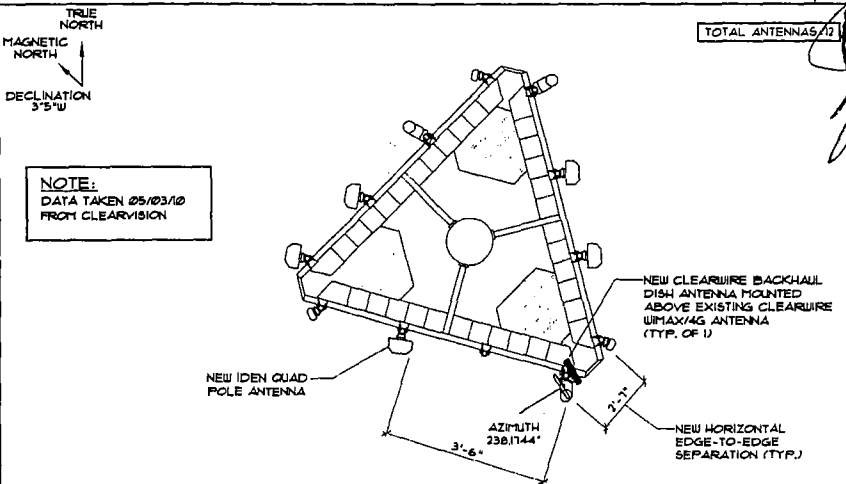 TRUE
NORTH
MAGNETIC
NORTH
DECLINATION
3°5"W
TOTAL ANTENNAS: 12
NOTE:
DATA TAKEN 05/03/10
FROM CLEARVISION
NEW CLEARWIRE BACKHAUL
DISH ANTENNA MOUNTED
ABOVE EXISTING CLEARWIRE
WIMAX/4G ANTENNA
(TYP. OF 1)
NEW IDEN QUAD
POLE ANTENNA
AZIMUTH
238.1744°
3'-6"
2'-7"
NEW HORIZONTAL
EDGE-TO-EDGE
SEPARATION (TYP.)